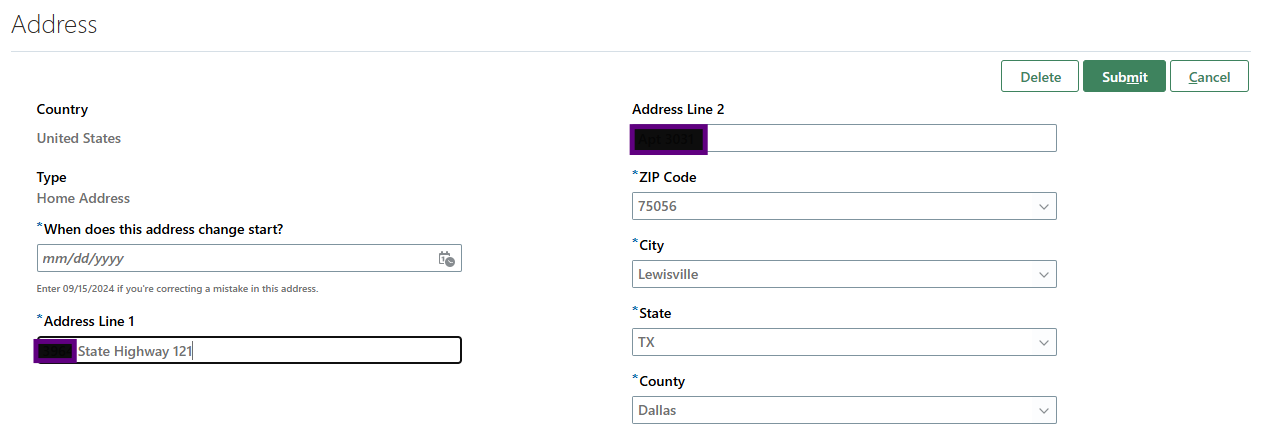 Address
Delete
Submit
Cancel
Country
United States
Type
Home Address
*When does this address change start?
mm/dd/yyyy
Enter 09/15/2024 if you're correcting a mistake in this address.
*Address Line 1
State Highway 121
Address Line 2
*ZIP Code
75056
*City
Lewisville
*State
TX
*County
Dallas